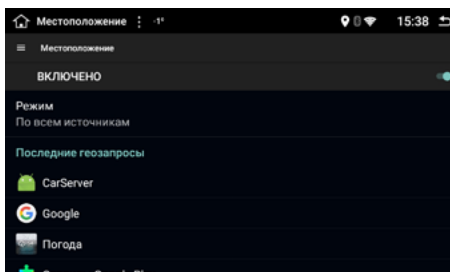 Местоположение -1° 15:38
Местоположение
ВКЛЮЧЕНО
Режим
По всем источникам
Последние геозапросы
CarServer
Google
Погода